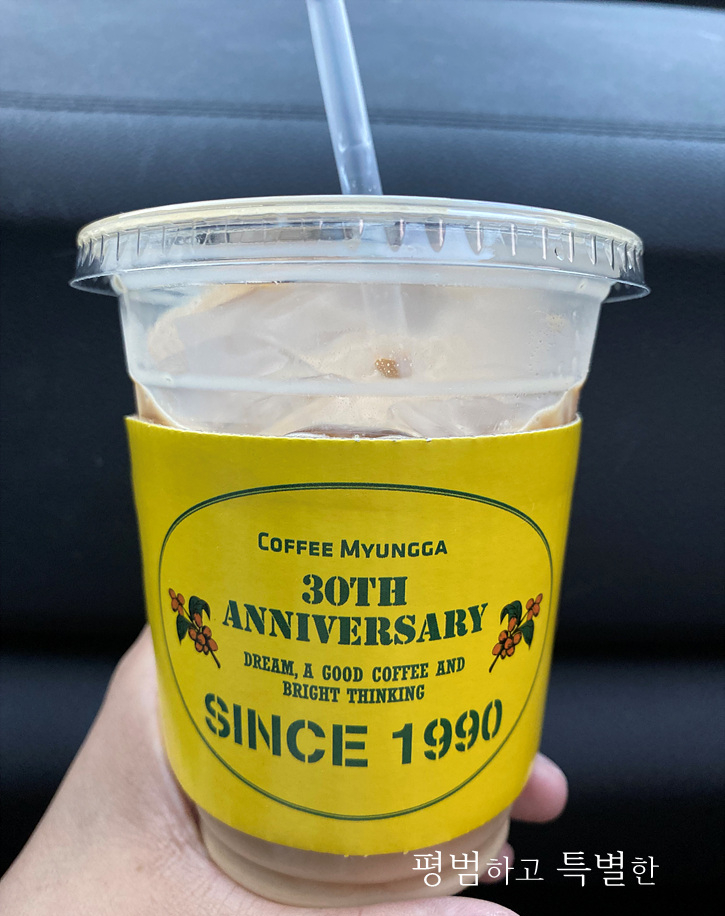 COFFEE MYUNGGA
30TH
ANNIVERSARY
DREAM, A GOOD COFFEE AND
BRIGHT THINKING
SINCE 1990
평범하고 특별한